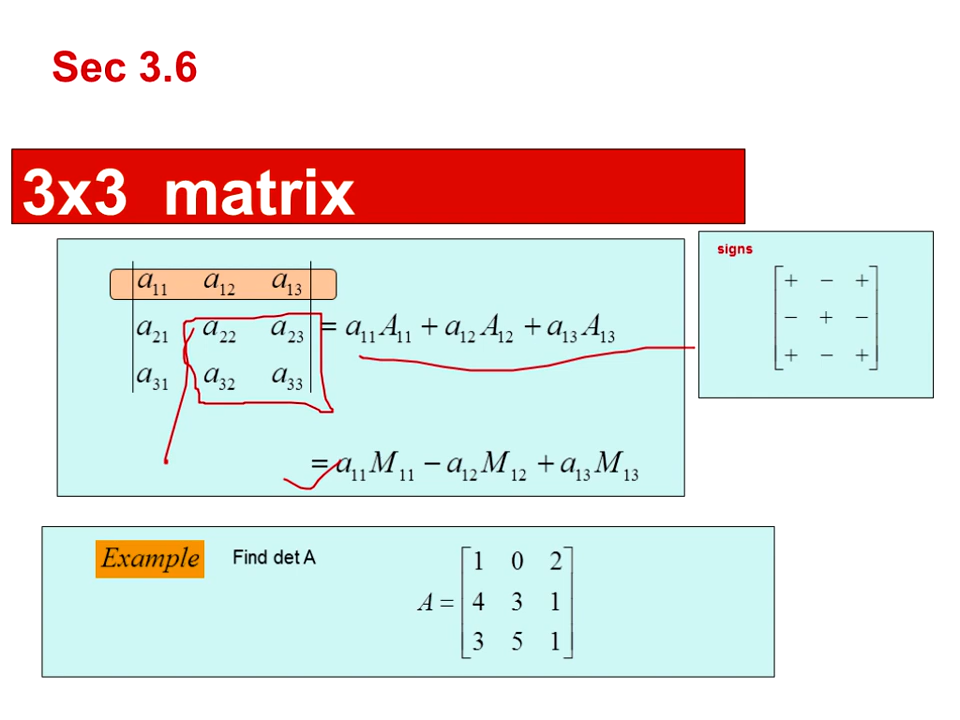 Sec 3.6
3x3 matrix
signs
+ − +
− + −
+ − +
a₁₁ a₁₂ a₁₃
a₂₁ a₂₂ a₂₃ = a₁₁A₁₁ + a₁₂A₁₂ + a₁₃A₁₃
a₃₁ a₃₂ a₃₃
= a₁₁M₁₁ − a₁₂M₁₂ + a₁₃M₁₃
Example Find det A
1 0 2
A = 4 3 1
3 5 1